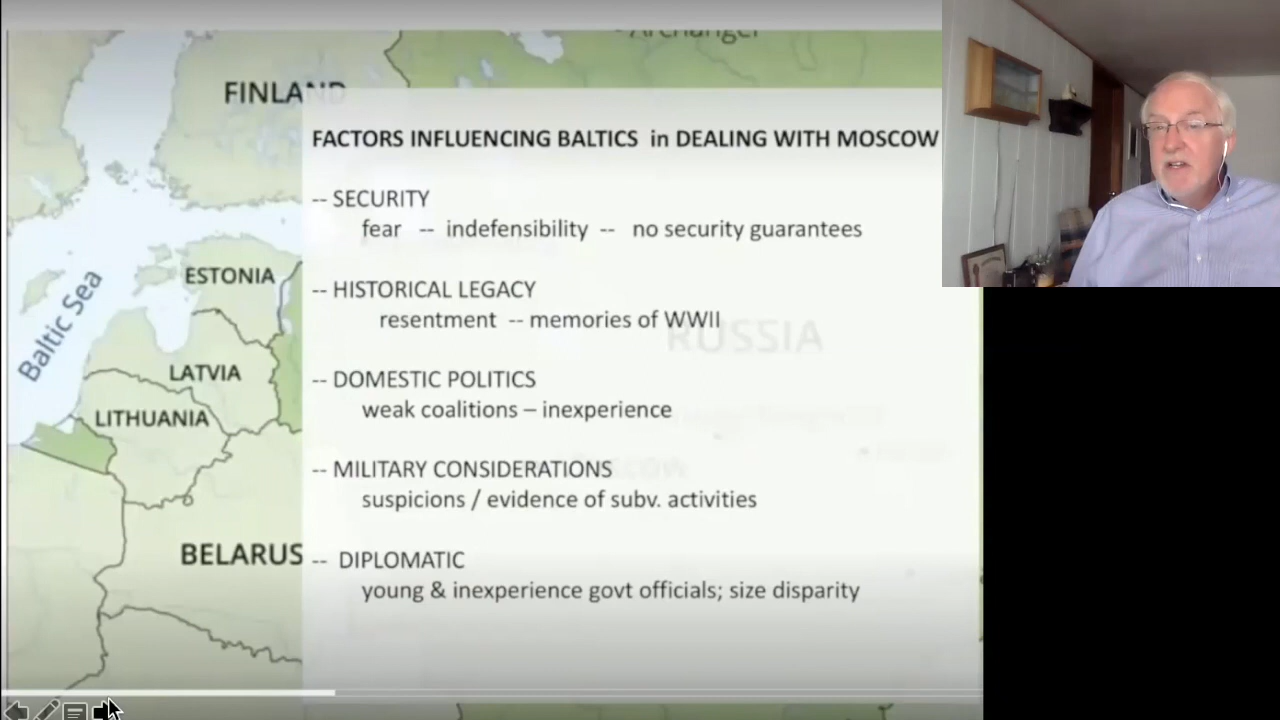 Archangel
FINLAND
FACTORS INFLUENCING BALTICS in DEALING WITH MOSCOW
-- SECURITY
fear -- indefensibility -- no security guarantees
ESTONIA
-- HISTORICAL LEGACY
resentment -- memories of WWII
Baltic Sea
RUSSIA
LATVIA
-- DOMESTIC POLITICS
weak coalitions – inexperience
LITHUANIA
-- MILITARY CONSIDERATIONS
suspicions / evidence of subv. activities
BELARUS
-- DIPLOMATIC
young & inexperience govt officials; size disparity